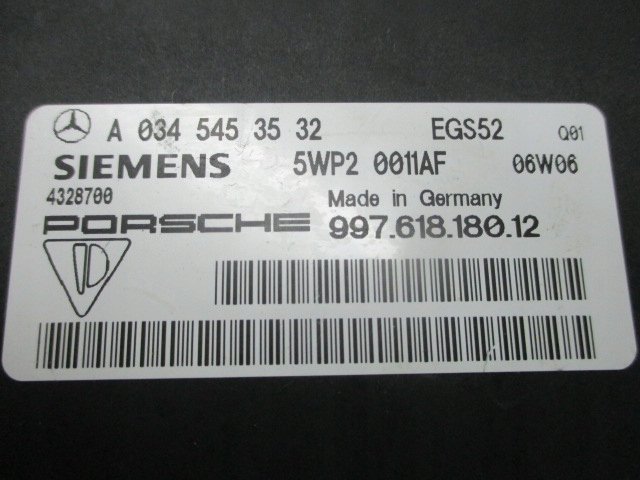 A 034 545 35 32 EGS52 Q01
SIEMENS 5WP2 0011AF 06W06
4328700 Made in Germany
PORSCHE 997.618.180.12
ID